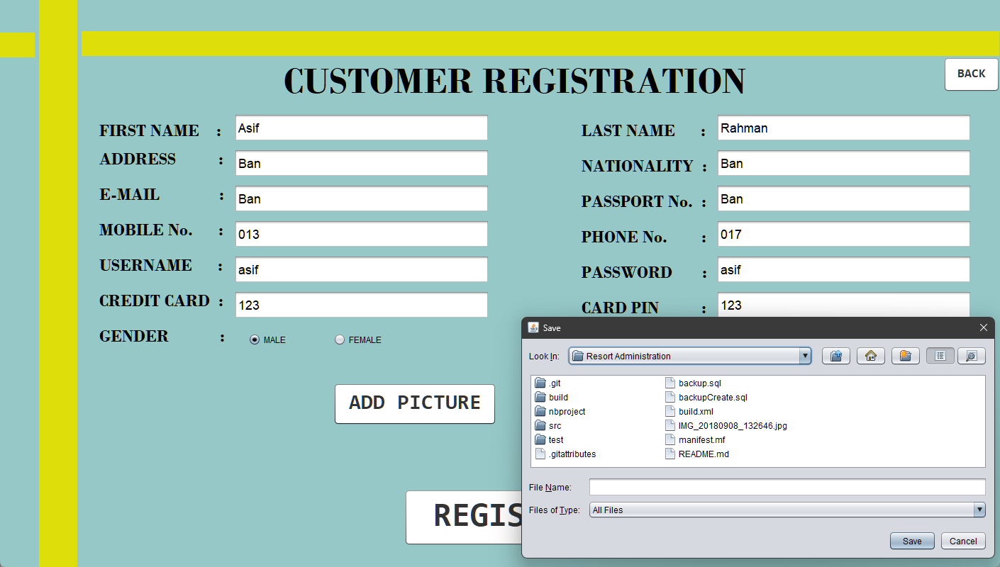 CUSTOMER REGISTRATION
BACK
FIRST NAME : Asif
LAST NAME : Rahman
ADDRESS : Ban
NATIONALITY : Ban
E-MAIL : Ban
PASSPORT No. : Ban
MOBILE No. : 013
PHONE No. : 017
USERNAME : asif
PASSWORD : asif
CREDIT CARD : 123
CARD PIN : 123
GENDER : MALE FEMALE
ADD PICTURE
REGIS
Save
Look In: Resort Administration
.git
build
nbproject
src
test
.gitattributes
backup.sql
backupCreate.sql
build.xml
IMG_20180908_132646.jpg
manifest.mf
README.md
File Name:
Files of Type: All Files
Save Cancel